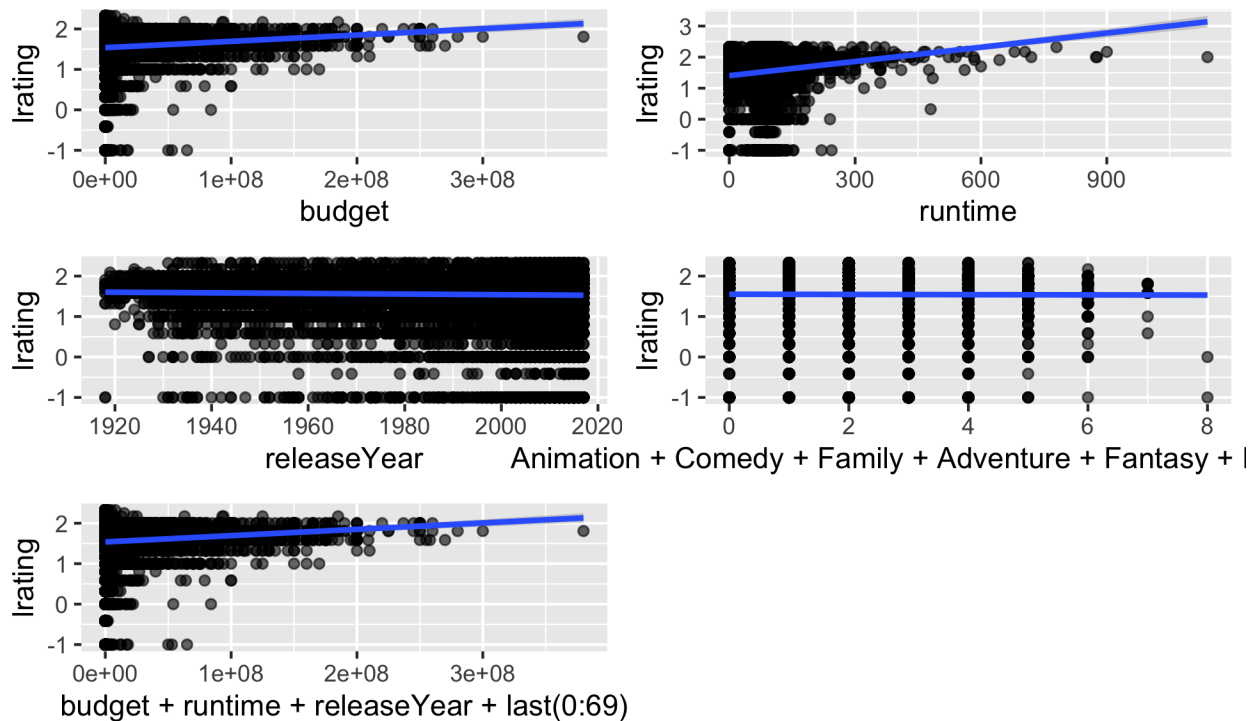 lrating
2
1
0
-1
0e+00 1e+08 2e+08 3e+08
budget
lrating
3
2
1
0
-1
0 300 600 900
runtime
lrating
2
1
0
-1
1920 1940 1960 1980 2000 2020
releaseYear
lrating
2
1
0
-1
0 2 4 6 8
Animation + Comedy + Family + Adventure + Fantasy +
lrating
2
1
0
-1
0e+00 1e+08 2e+08 3e+08
budget + runtime + releaseYear + last(0:69)